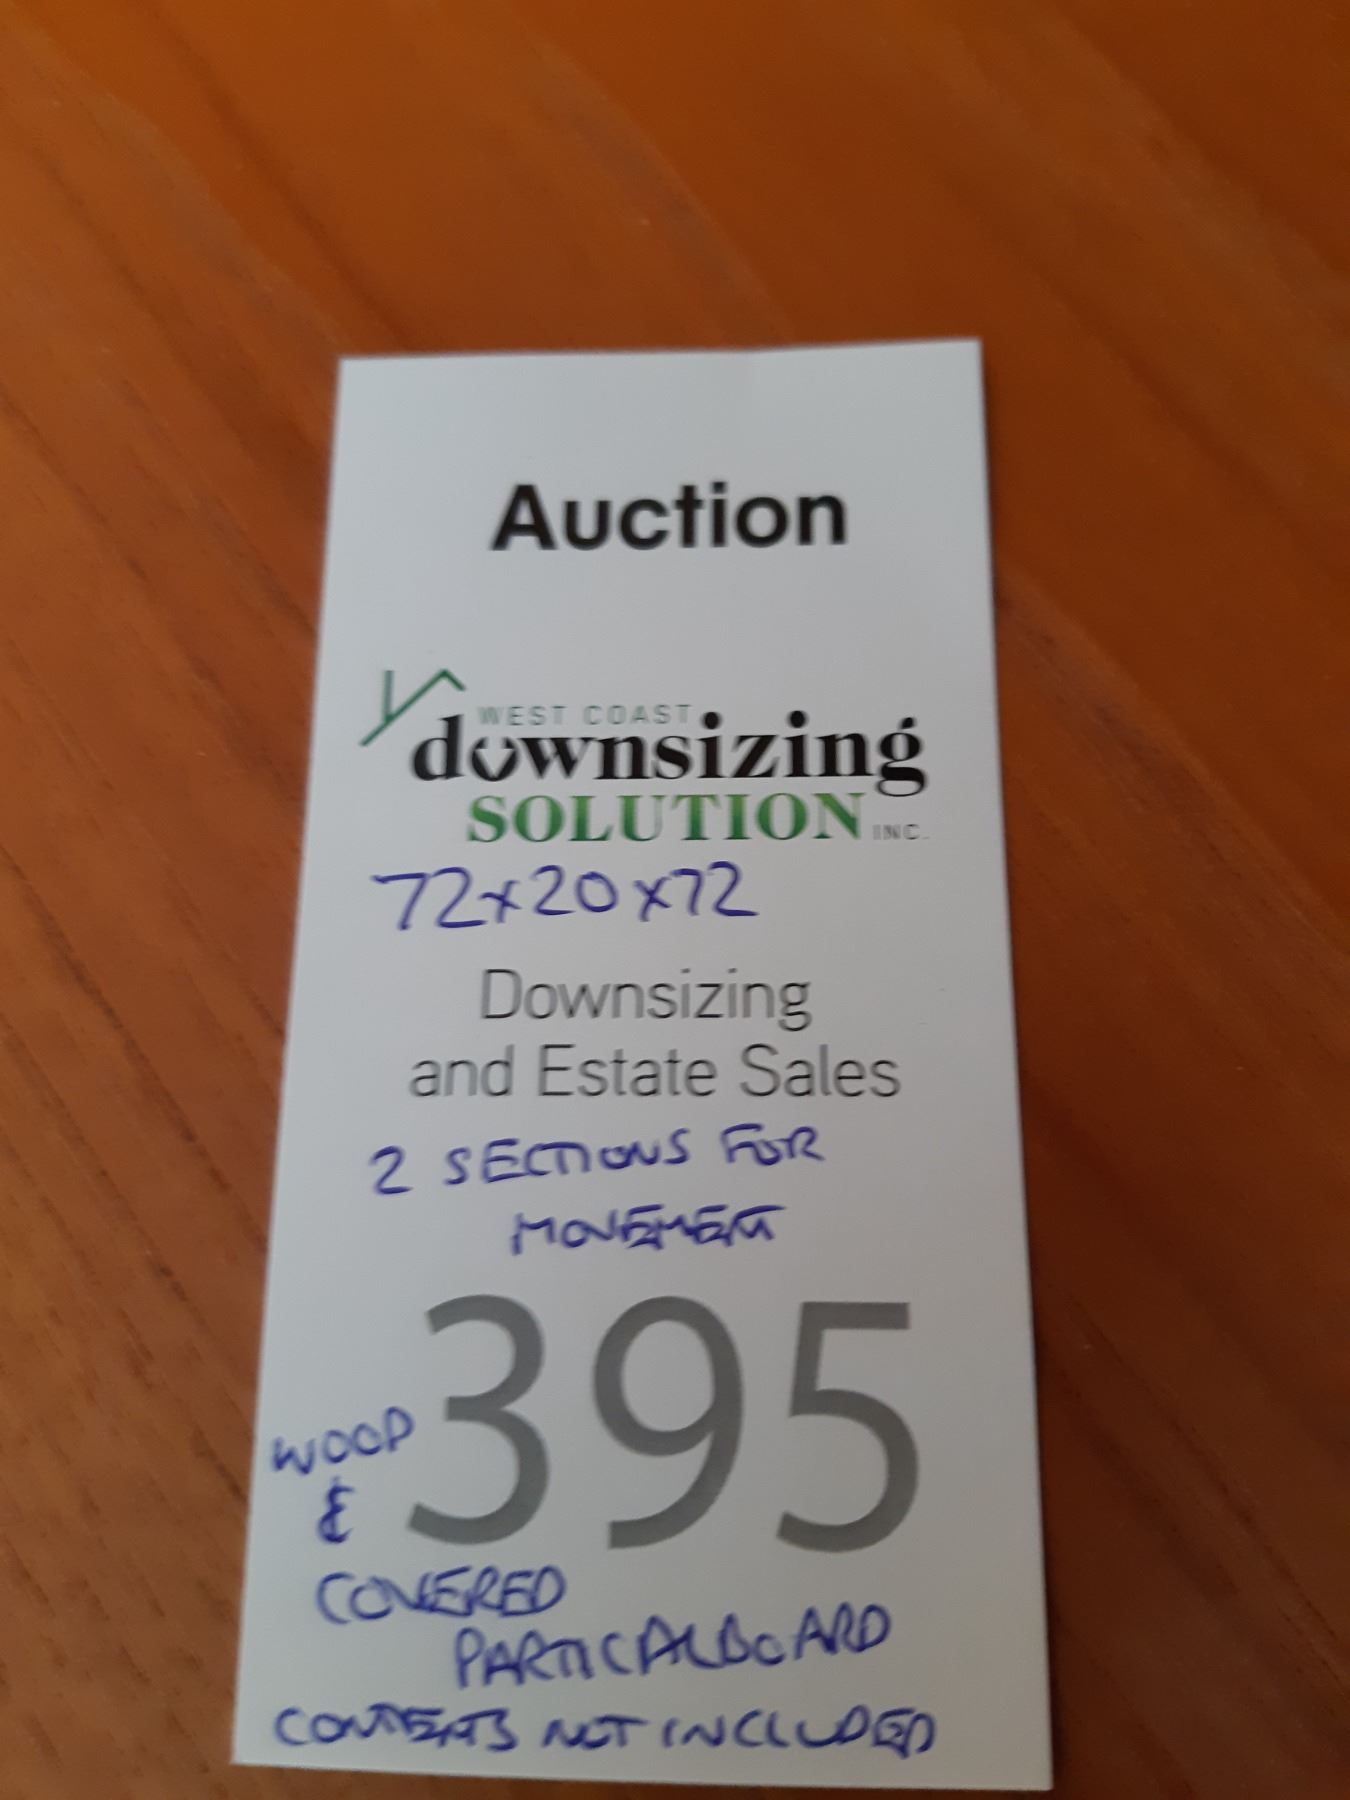 Auction
WEST COAST
downsizing
SOLUTION INC.
72x20x72
Downsizing
and Estate Sales
2 SECTIONS FOR
MOVEMENT
395
WOOD
&
COVERED
PARTICALBOARD
CONTENTS NOT INCLUDED